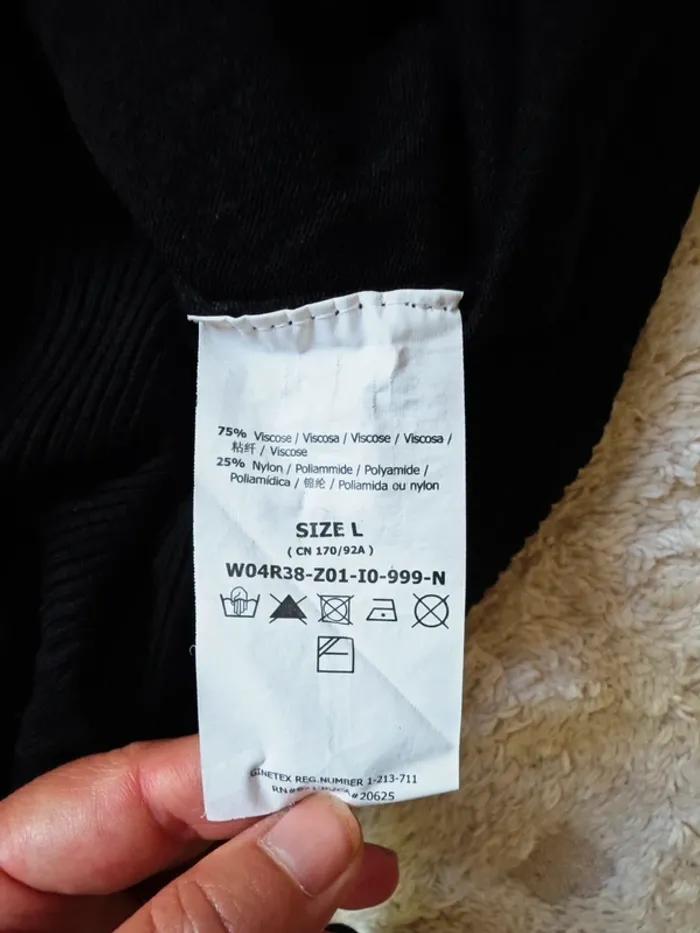 75% Viscose / Viscosa / Viscose / Viscosa /
粘纤 / Viscose
25% Nylon / Poliammide / Polyamide /
Poliamídica / 锦纶 / Poliamida ou nylon
SIZE L
( CN 170/92A )
W04R38-Z01-I0-999-N
GINETEX REG.NUMBER 1-213-711
#20625